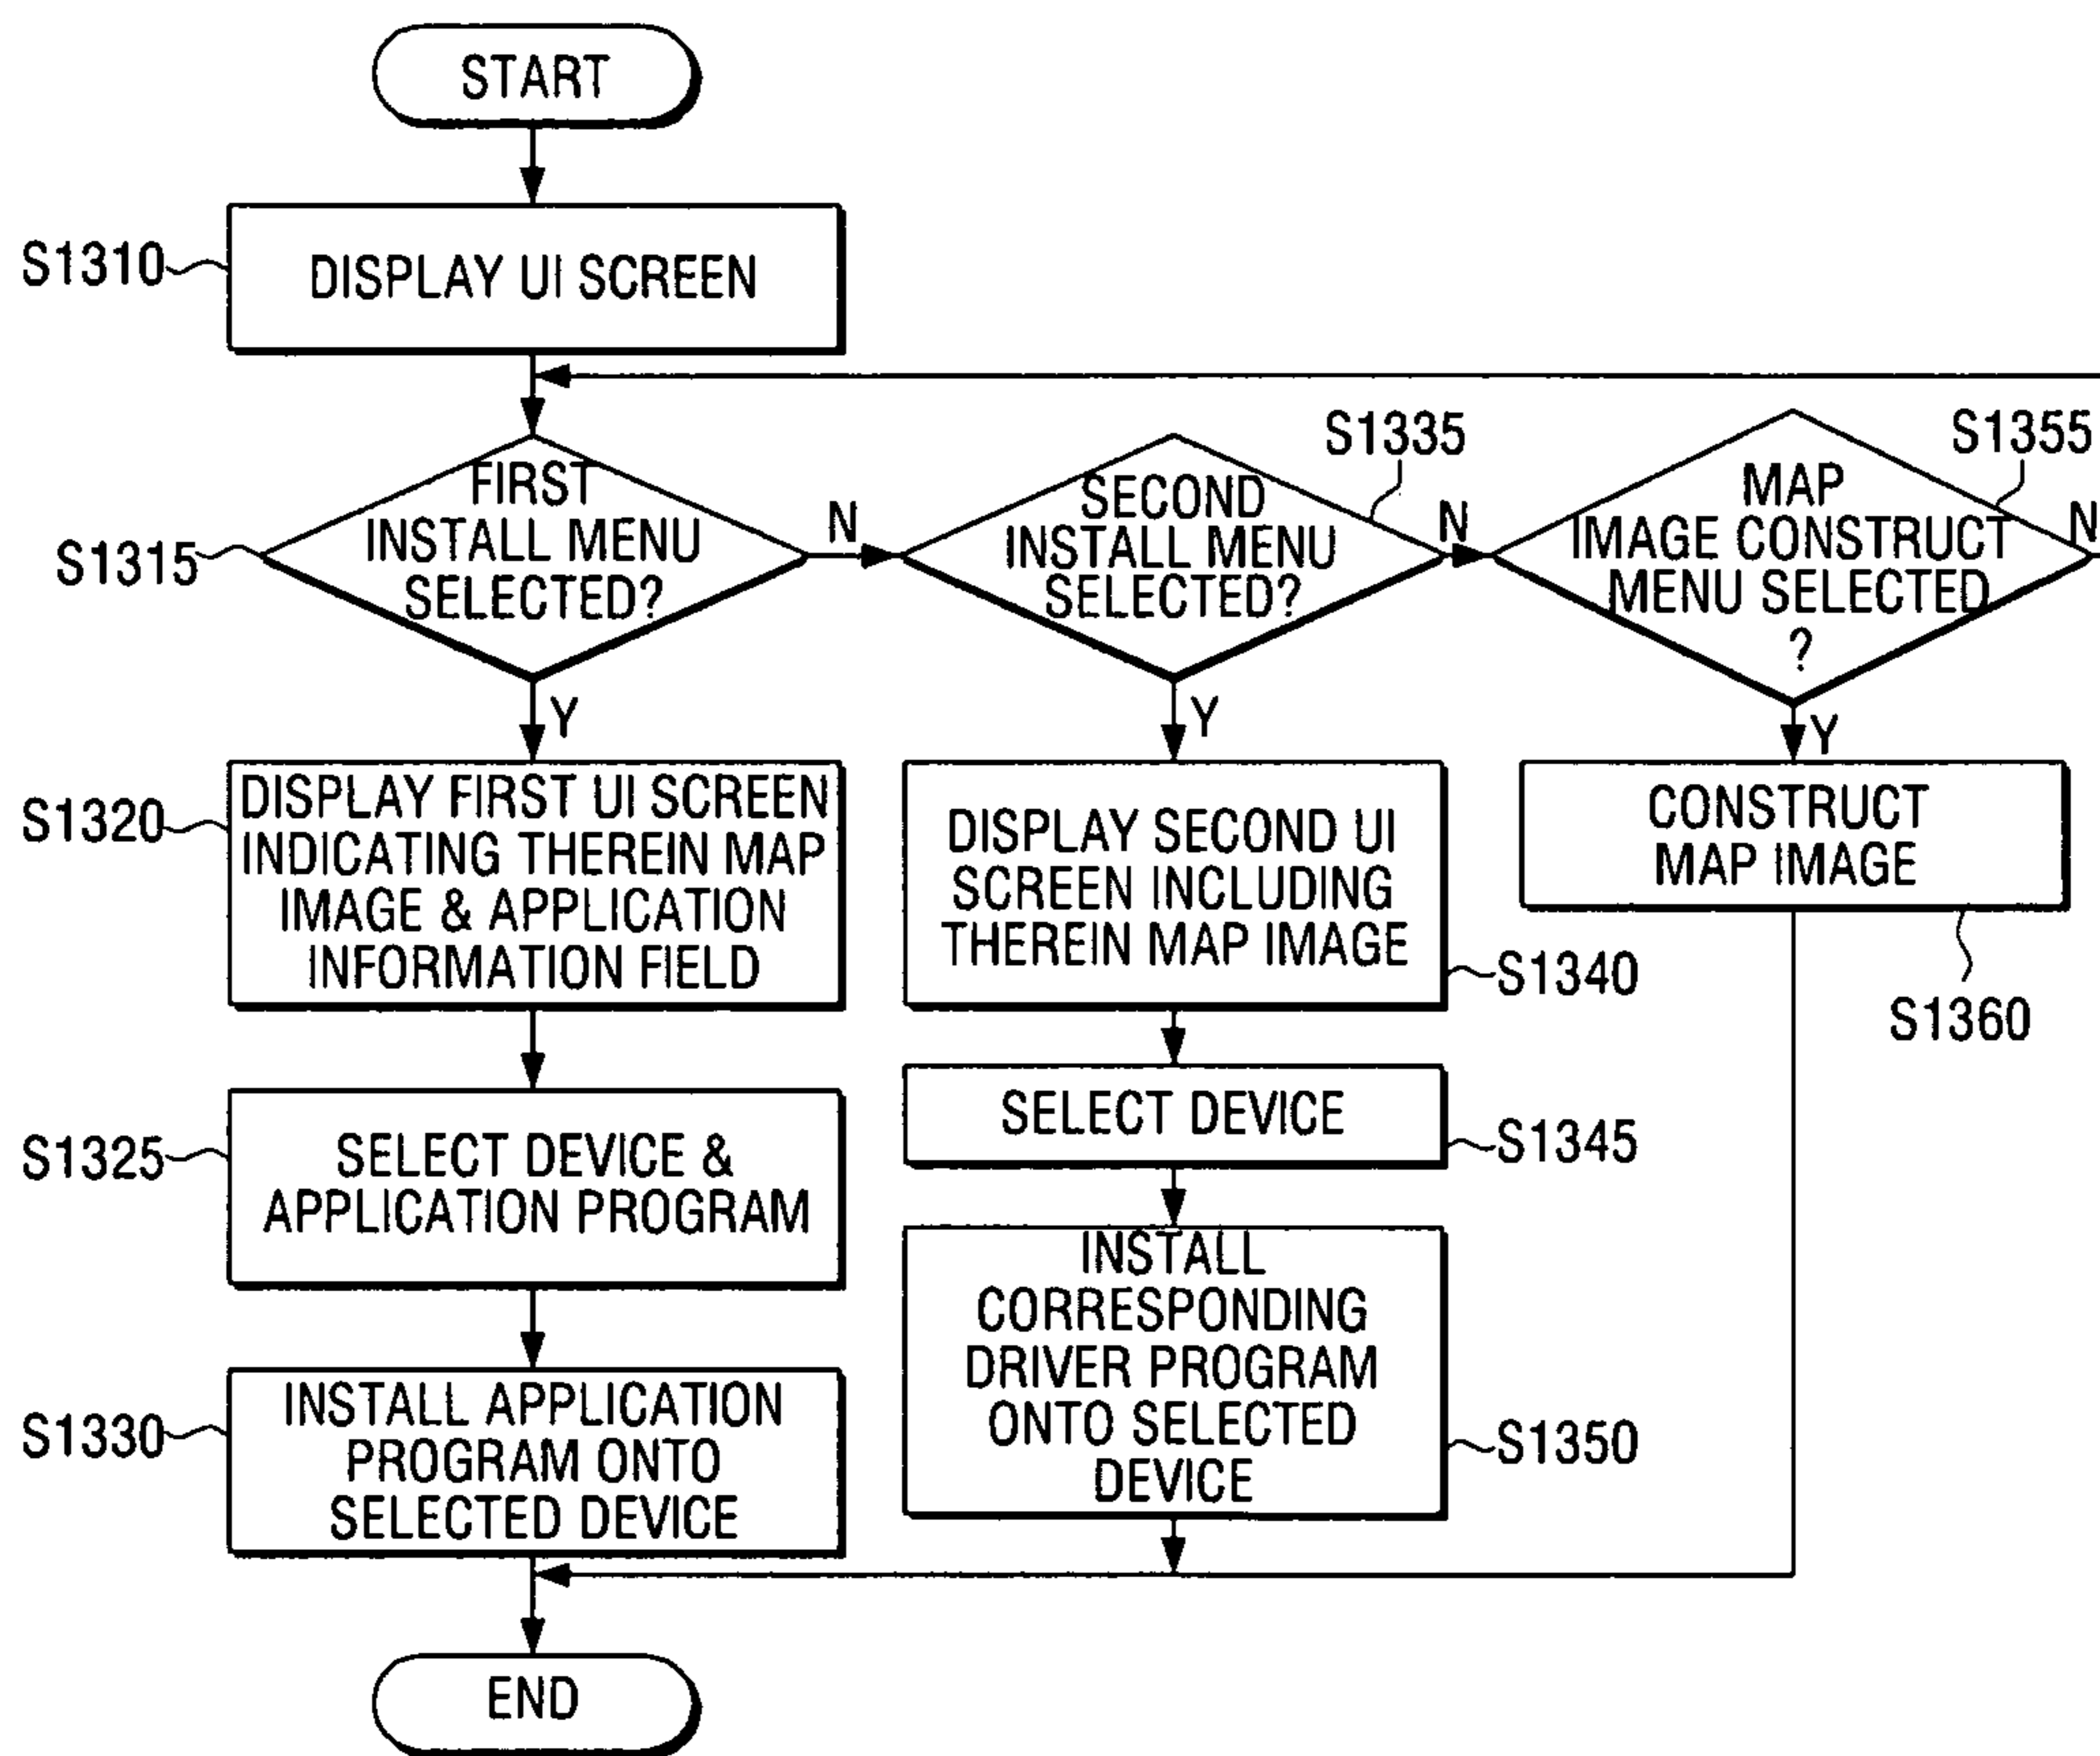 START
S1310
DISPLAY UI SCREEN
S1315
FIRST
INSTALL MENU
SELECTED?
N
Y
S1335
SECOND
INSTALL MENU
SELECTED?
N
Y
S1355
MAP
IMAGE CONSTRUCT
MENU SELECTED
?
N
Y
S1320
DISPLAY FIRST UI SCREEN
INDICATING THEREIN MAP
IMAGE & APPLICATION
INFORMATION FIELD
DISPLAY SECOND UI
SCREEN INCLUDING
THEREIN MAP IMAGE
S1340
CONSTRUCT
MAP IMAGE
S1360
S1325
SELECT DEVICE &
APPLICATION PROGRAM
SELECT DEVICE
S1345
S1330
INSTALL APPLICATION
PROGRAM ONTO
SELECTED DEVICE
INSTALL
CORRESPONDING
DRIVER PROGRAM
ONTO SELECTED
DEVICE
S1350
END